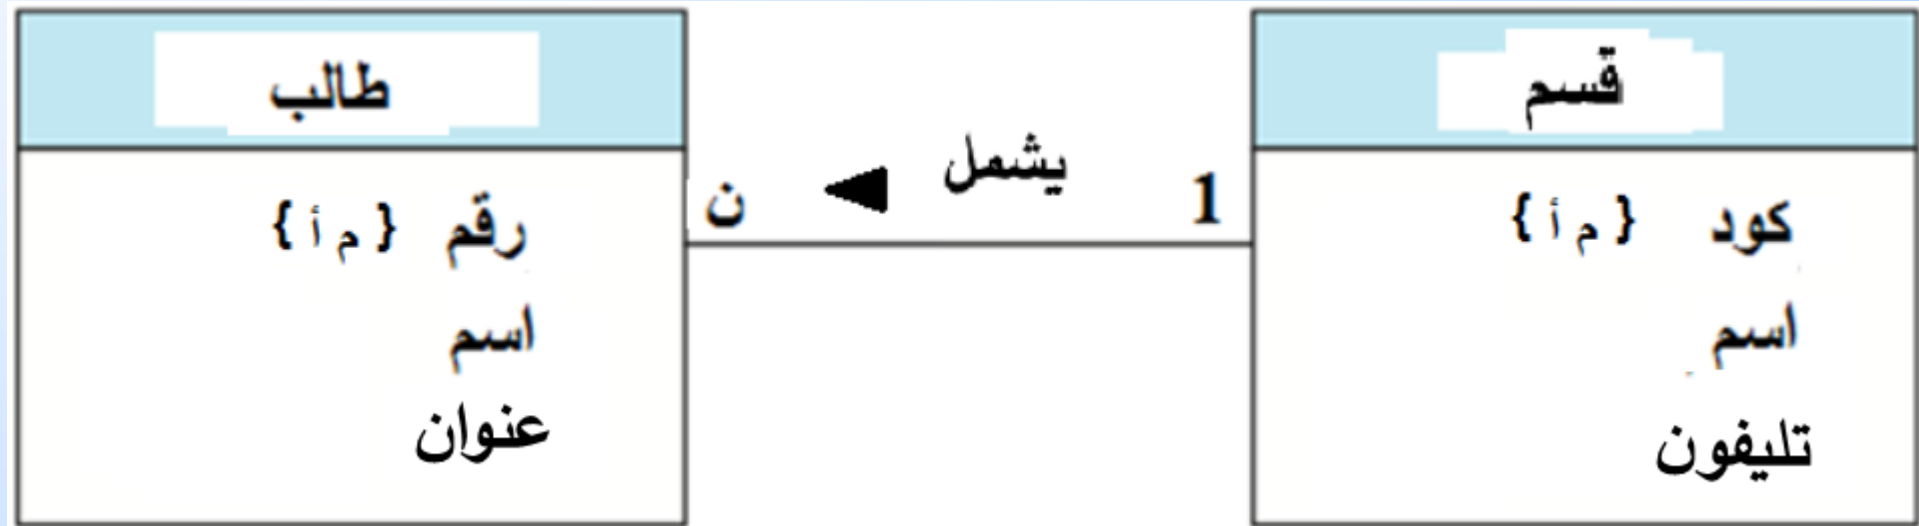 قسم
كود { م أ }
اسم
تليفون
1 يشمل ن
طالب
رقم { م أ }
اسم
عنوان